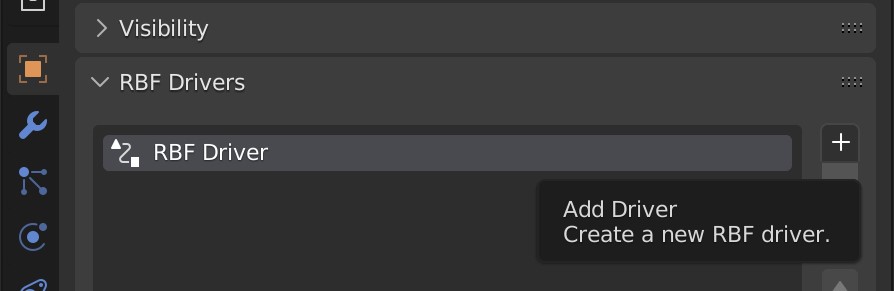 Visibility
RBF Drivers
RBF Driver
Add Driver
Create a new RBF driver.